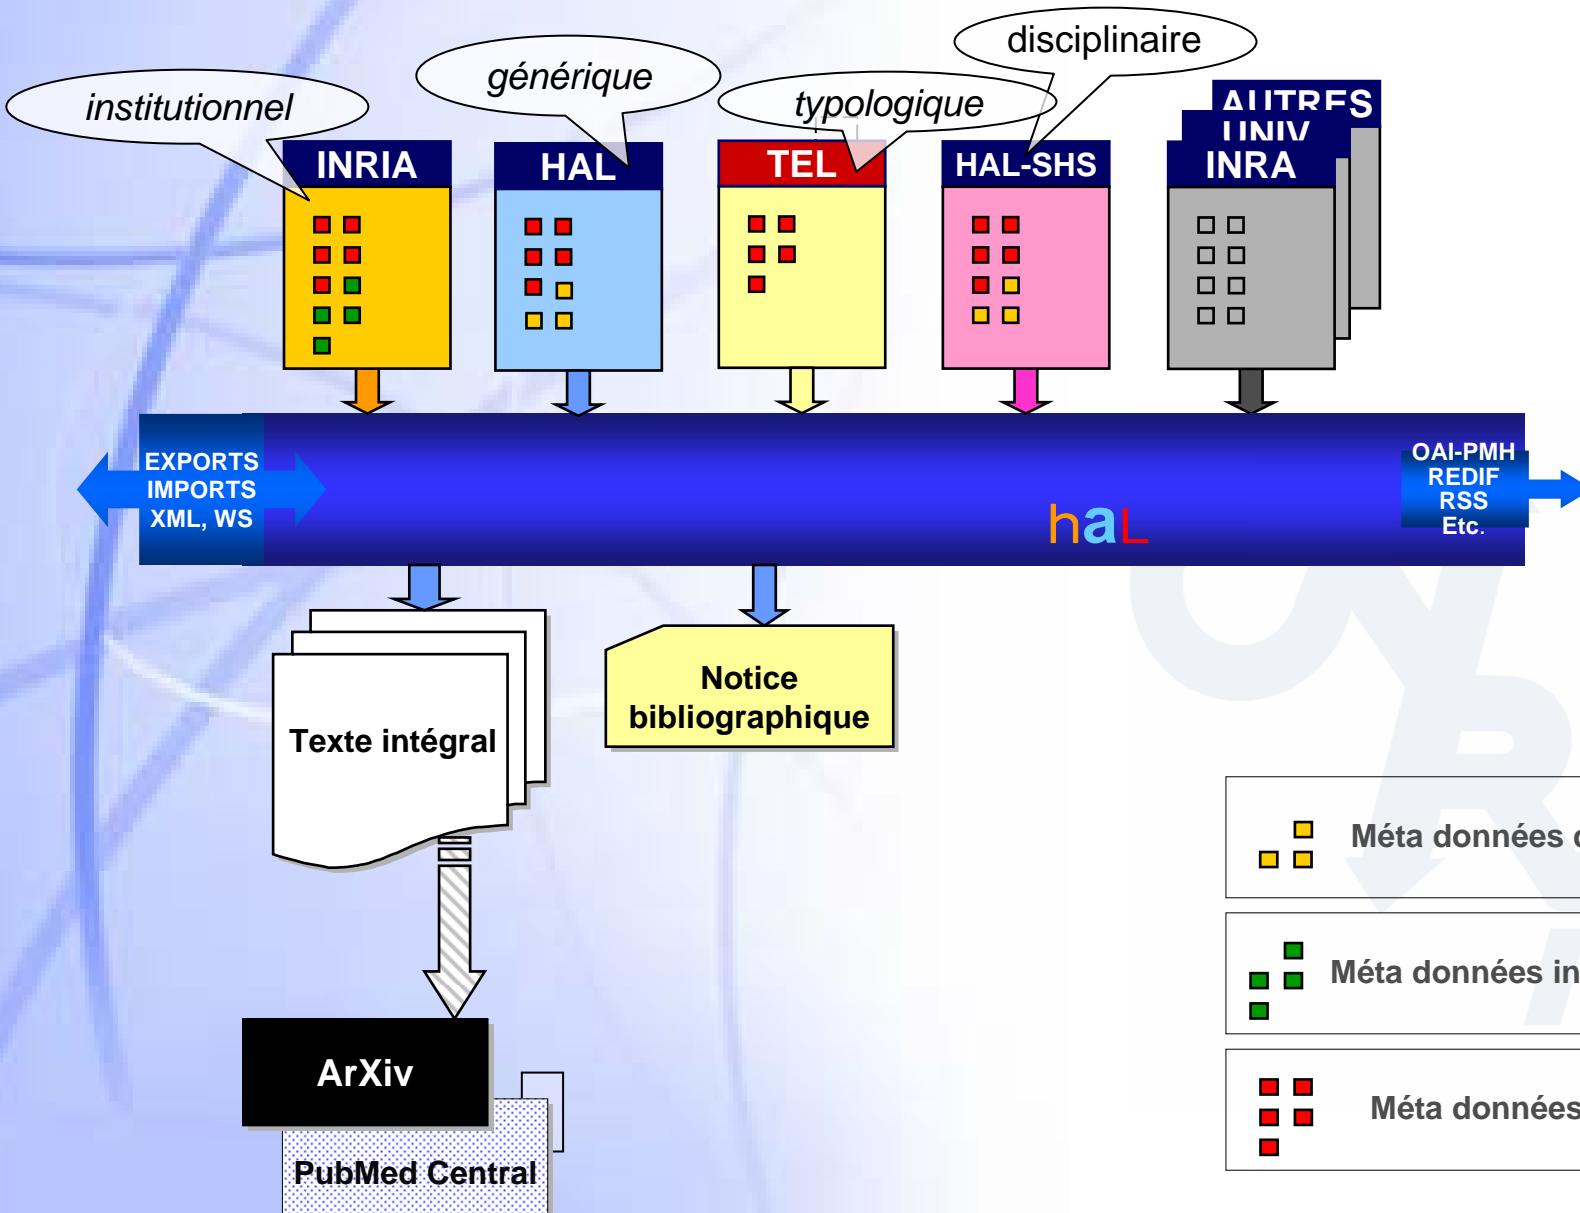 disciplinaire
générique
institutionnel
typologique
AUTRES
UNIV
INRIA
HAL
TEL
HAL-SHS
INRA
EXPORTS
IMPORTS
XML, WS
haL
OAI-PMH
REDIF
RSS
Etc.
Texte intégral
Notice
bibliographique
Méta données
Méta données
Méta données
ArXiv
PubMed Central